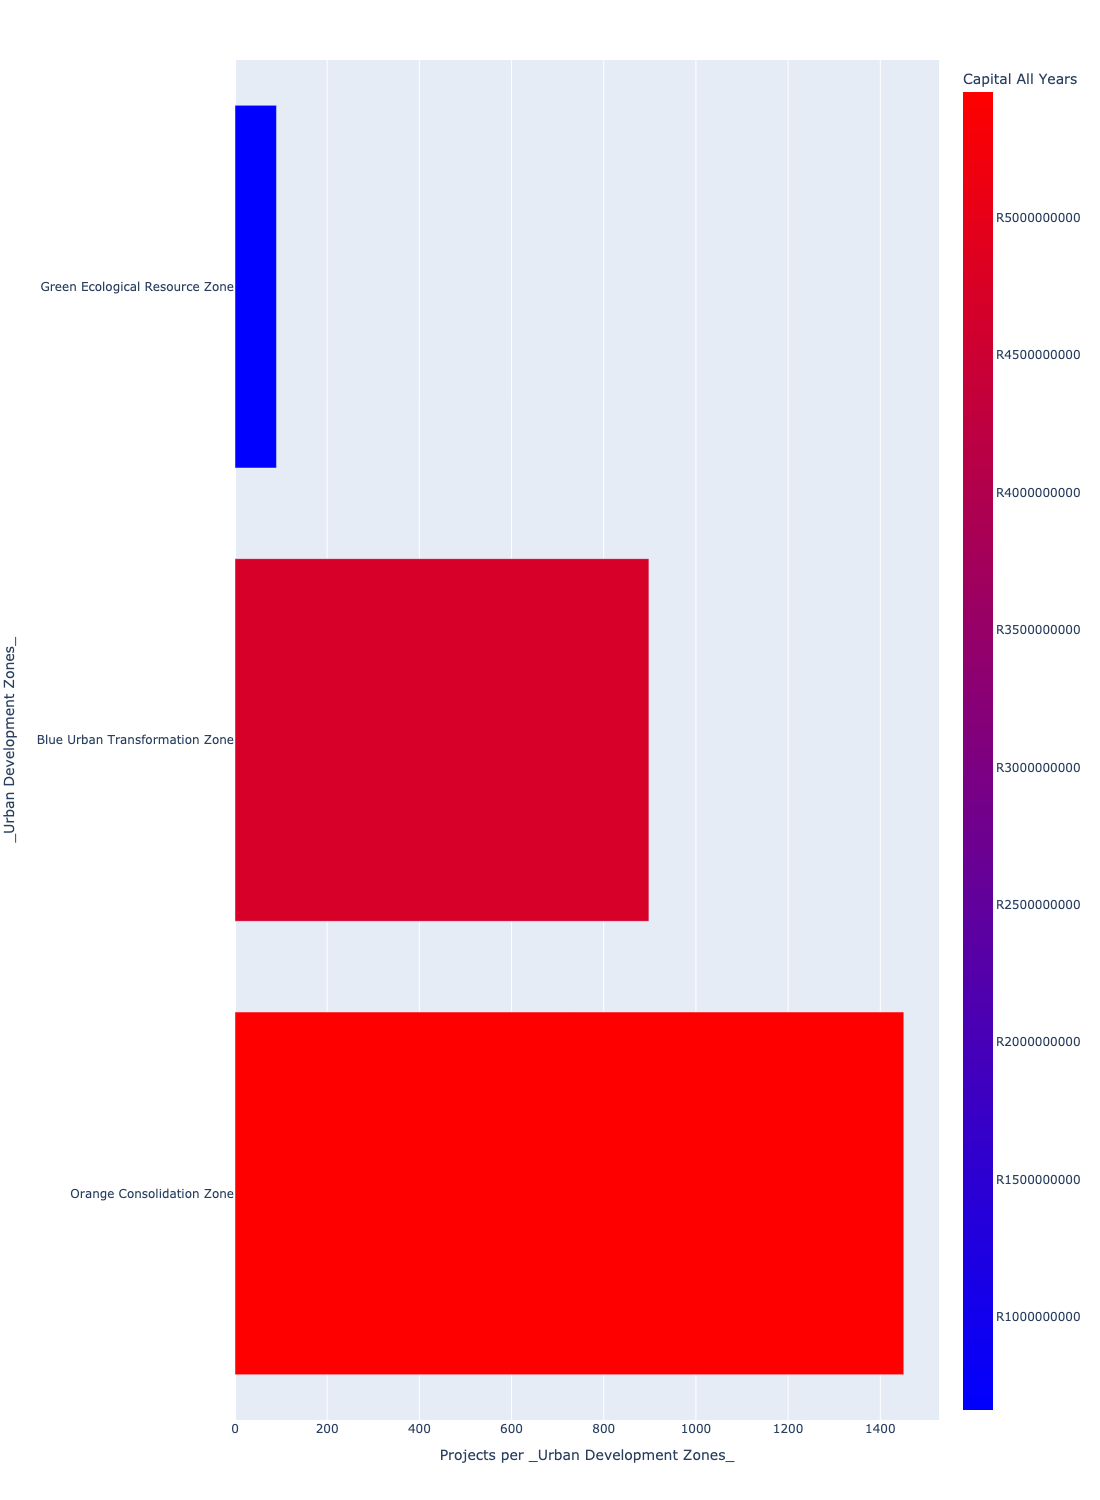 Capital All Years
R5000000000
R4500000000
R4000000000
R3500000000
R3000000000
R2500000000
R2000000000
R1500000000
R1000000000
_Urban Development Zones_
Green Ecological Resource Zone
Blue Urban Transformation Zone
Orange Consolidation Zone
0 200 400 600 800 1000 1200 1400
Projects per _Urban Development Zones_